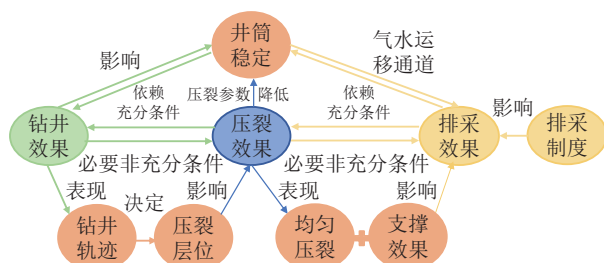 井筒
稳定
影响
气水运
移通道
依赖
充分条件
压裂参数 降低
依赖
充分条件
影响
钻井
效果
压裂
效果
排采
效果
排采
制度
必要非充分条件
必要非充分条件
表现
决定
影响
表现
影响
钻井
轨迹
压裂
层位
均匀
压裂
支撑
效果